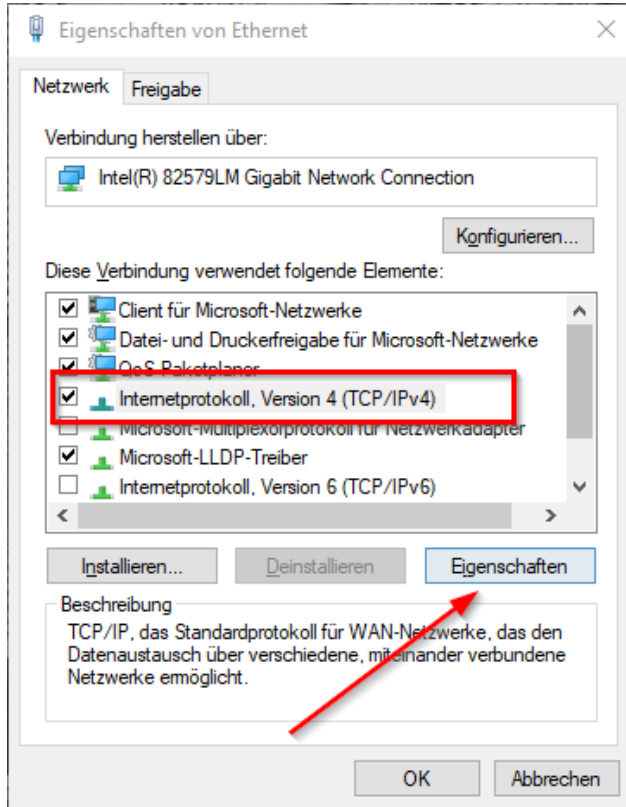 Eigenschaften von Ethernet
Netzwerk
Freigabe
Verbindung herstellen über:
Intel(R) 82579LM Gigabit Network Connection
Konfigurieren...
Diese Verbindung verwendet folgende Elemente:
Client für Microsoft-Netzwerke
Datei- und Druckerfreigabe für Microsoft-Netzwerke
QoS-Paketplaner
Internetprotokoll, Version 4 (TCP/IPv4)
Microsoft-Multiplexorprotokoll für Netzwerkadapter
Microsoft-LLDP-Treiber
Internetprotokoll, Version 6 (TCP/IPv6)
Installieren...
Deinstallieren
Eigenschaften
Beschreibung
TCP/IP, das Standardprotokoll für WAN-Netzwerke, das den
Datenaustausch über verschiedene, miteinander verbundene
Netzwerke ermöglicht.
OK
Abbrechen